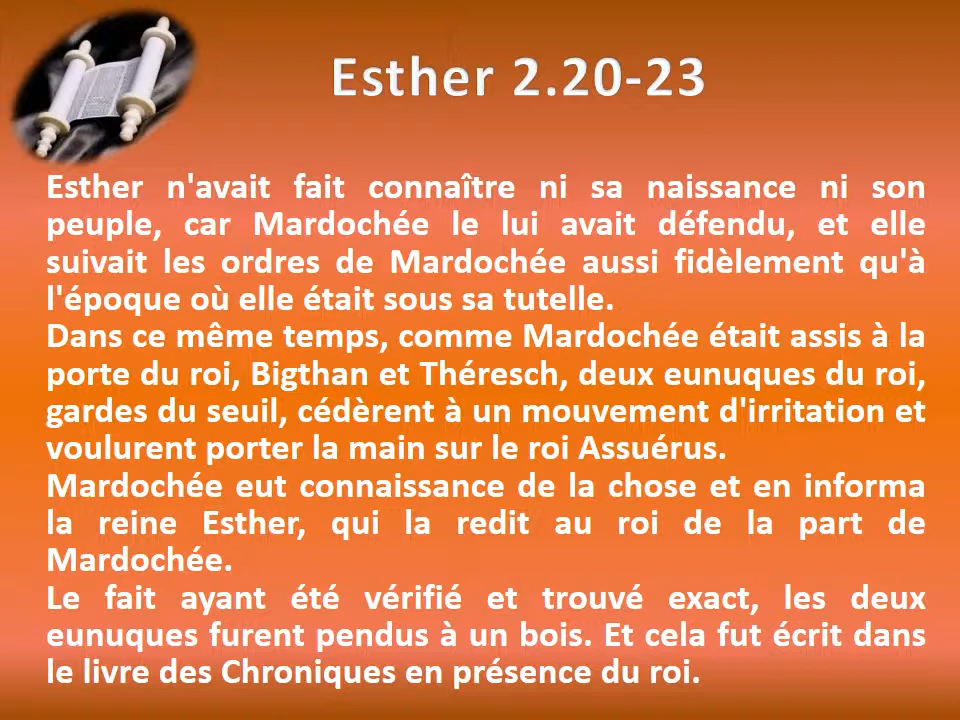 Esther 2.20-23
Esther n'avait fait connaître ni sa naissance ni son
peuple, car Mardochée le lui avait défendu, et elle
suivait les ordres de Mardochée aussi fidèlement qu'à
l'époque où elle était sous sa tutelle.
Dans ce même temps, comme Mardochée était assis à la
porte du roi, Bigthan et Théresch, deux eunuques du roi,
gardes du seuil, cédèrent à un mouvement d'irritation et
voulurent porter la main sur le roi Assuérus.
Mardochée eut connaissance de la chose et en informa
la reine Esther, qui la redit au roi de la part de
Mardochée.
Le fait ayant été vérifié et trouvé exact, les deux
eunuques furent pendus à un bois. Et cela fut écrit dans
le livre des Chroniques en présence du roi.